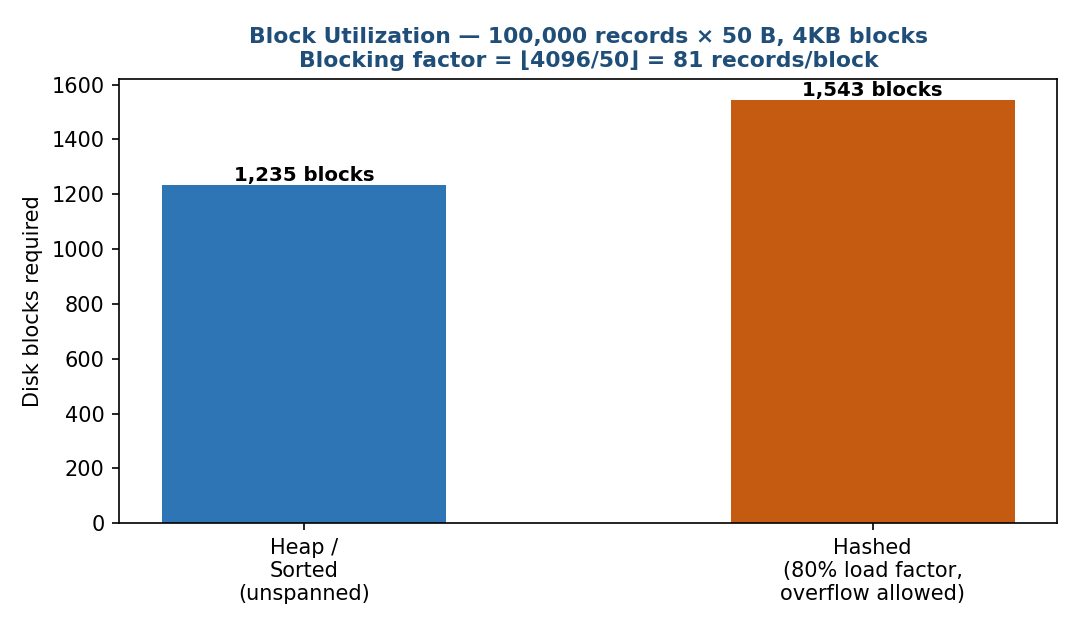 Block Utilization — 100,000 records × 50 B, 4KB blocks
Blocking factor = ⌊4096/50⌋ = 81 records/block
Disk blocks required
1600
1400
1200
1000
800
600
400
200
0
1,235 blocks
1,543 blocks
Heap /
Sorted
(unspanned)
Hashed
(80% load factor,
overflow allowed)